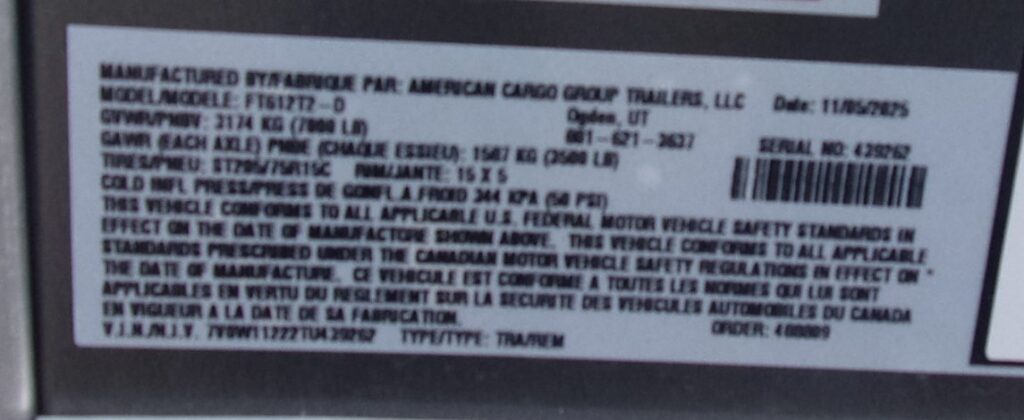 MANUFACTURED BY/FABRIQUE PAR: AMERICAN CARGO GROUP TRAILERS, LLC Date: 11/05/2025
MODEL/MODELE: FT612T2-D Ogden, UT
GVWR/PNBV: 3174 KG (7000 LB) 801-621-3637
GAWR (EACH AXLE) PNBE (CHAQUE ESSIEU): 1587 KG (3500 LB) SERIAL NO: 439262
TIRES/PNEU: ST205/75R15C RIM/JANTE: 15 X 5
COLD INFL PRESS/PRESS DE GONFL A FROID 344 KPA (50 PSI)
THIS VEHICLE CONFORMS TO ALL APPLICABLE U.S. FEDERAL MOTOR VEHICLE SAFETY STANDARDS IN
EFFECT ON THE DATE OF MANUFACTURE SHOWN ABOVE. THIS VEHICLE CONFORMS TO ALL APPLICABLE
STANDARDS PRESCRIBED UNDER THE CANADIAN MOTOR VEHICLE SAFETY REGULATIONS IN EFFECT ON
THE DATE OF MANUFACTURE. CE VEHICULE EST CONFORME A TOUTES LES NORMES QUI LUI SONT
APPLICABLES EN VERTU DU REGLEMENT SUR LA SECURITE DES VEHICULES AUTOMOBILES DU CANADA
EN VIGUEUR A LA DATE DE SA FABRICATION. ORDER:
V.I.N./N.I.V. TYPE/TYPE: TRA/REM